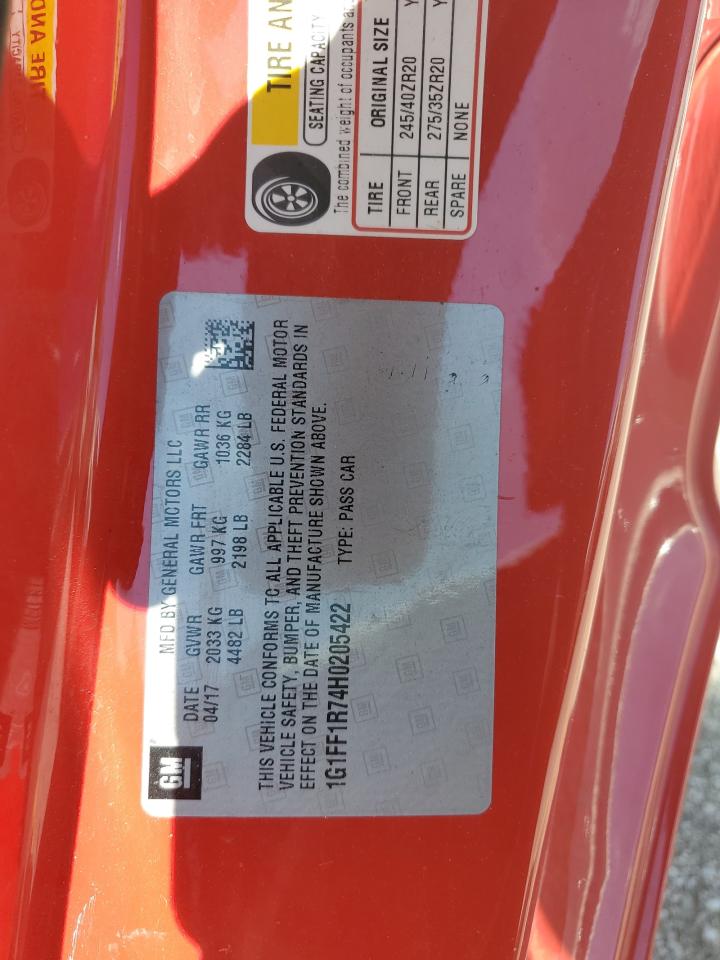 GM
MFD BY GENERAL MOTORS LLC
DATE GVWR GAWR FRT GAWR RR
04/17 2033 KG 997 KG 1036 KG
4482 LB 2198 LB 2284 LB
THIS VEHICLE CONFORMS TO ALL APPLICABLE U.S. FEDERAL MOTOR
VEHICLE SAFETY, BUMPER, AND THEFT PREVENTION STANDARDS IN
EFFECT ON THE DATE OF MANUFACTURE SHOWN ABOVE.
1G1FF1R74H0205422 TYPE: PASS CAR
TIRE AN
SEATING CAPACITY
The combined weight of occupants a
TIRE ORIGINAL SIZE
FRONT 245/40ZR20 Y
REAR 275/35ZR20 Y
SPARE NONE